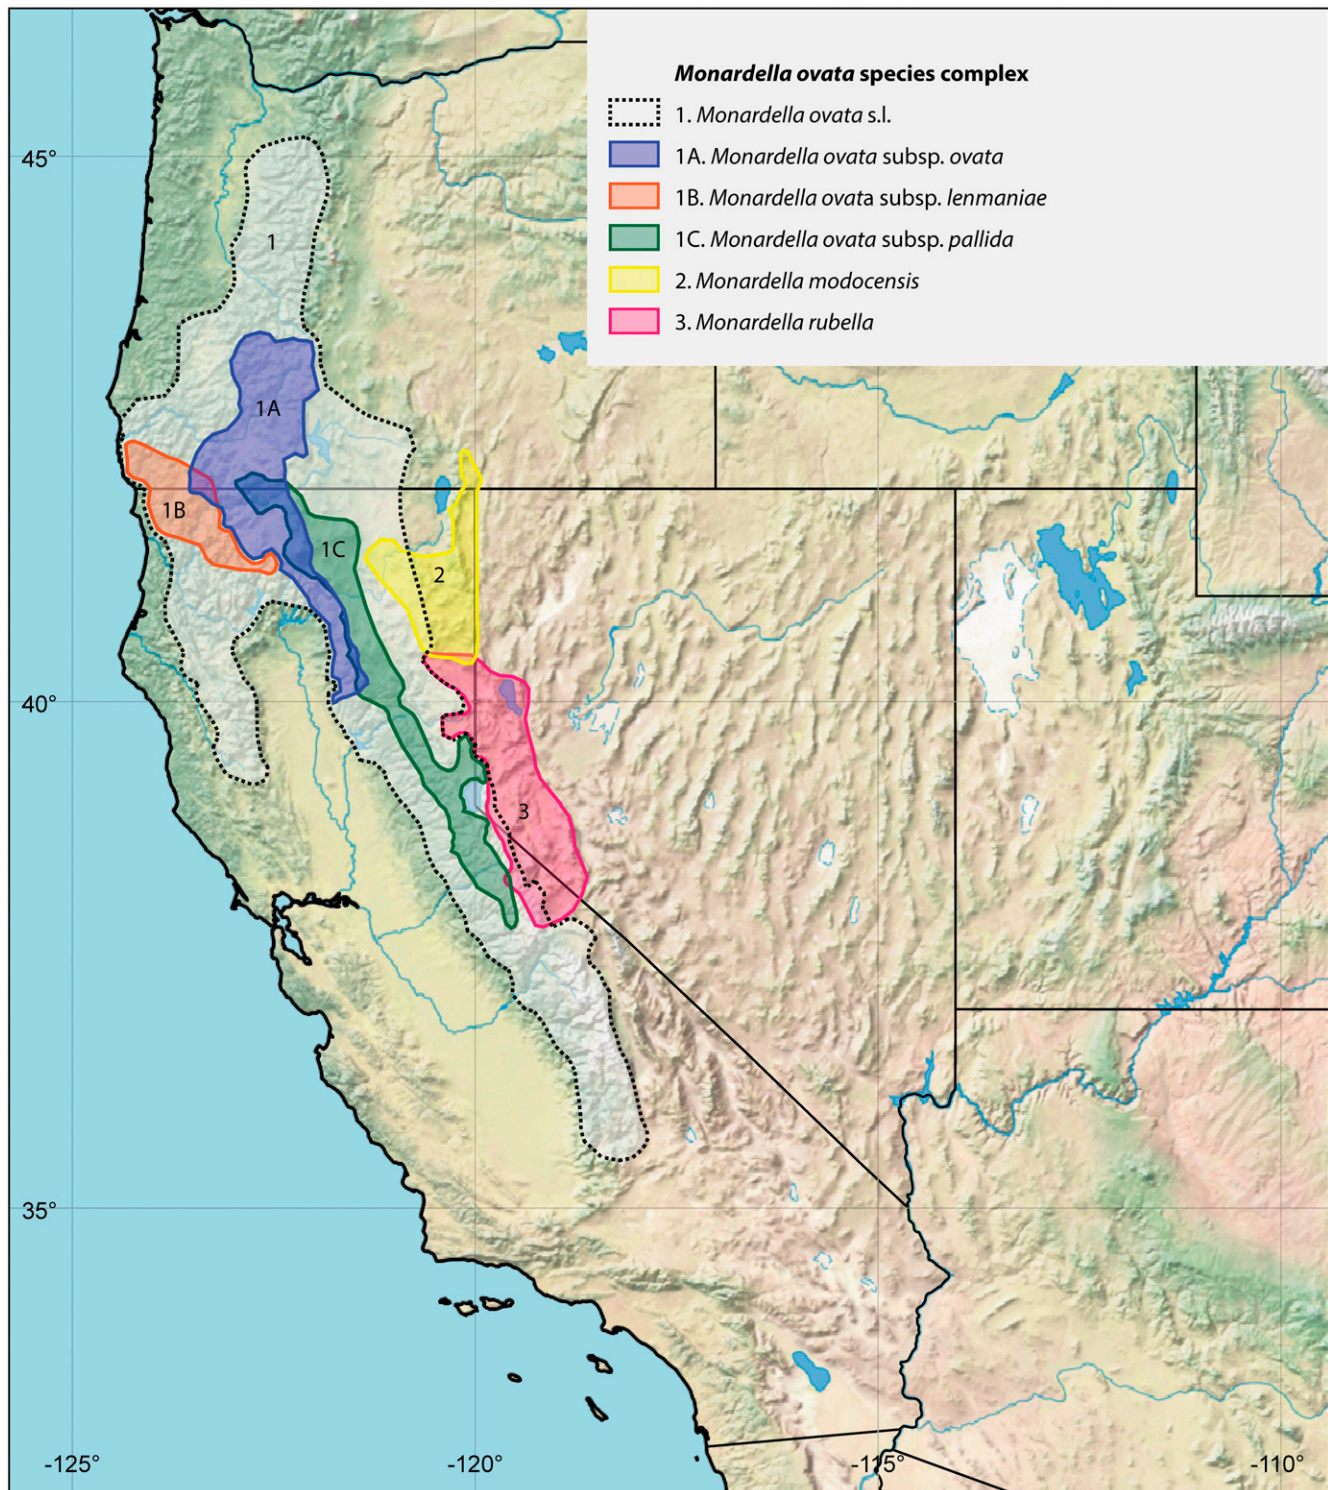 Monardella ovata species complex
1. Monardella ovata s.l.
1A. Monardella ovata subsp. ovata
1B. Monardella ovata subsp. lenmaniae
1C. Monardella ovata subsp. pallida
2. Monardella modocensis
3. Monardella rubella
45°
1
1A
1B
1C
2
40°
3
35°
-125°
-120°
-115°
-110°